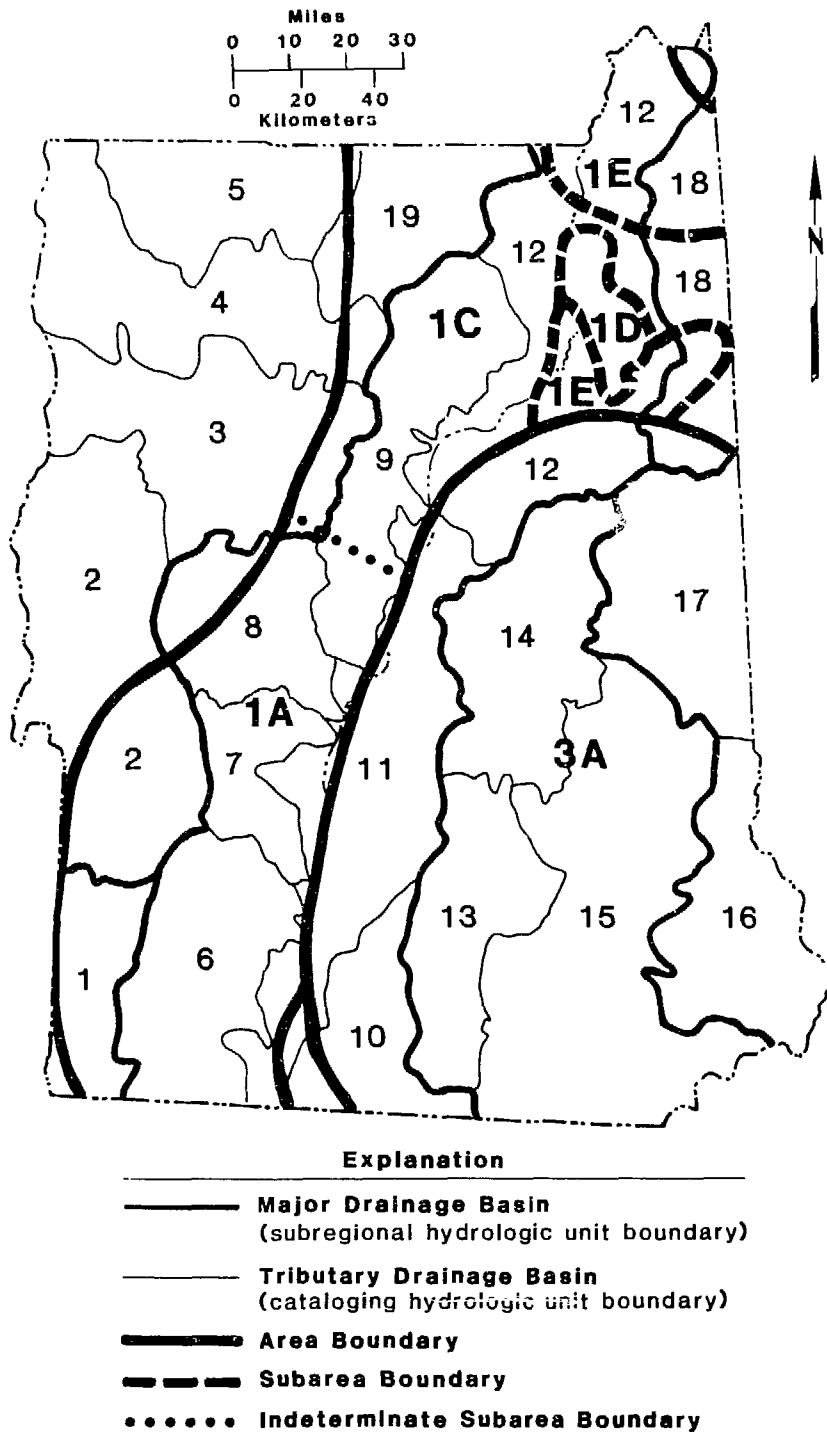 Miles
0 10 20 30
0 20 40
Kilometers
12
5
1E
18
19
N
12
4
18
1C
1D
1E
3
9
12
2
17
8
14
1A
2
7
3A
11
13
15
16
6
1
10
Explanation
Major Drainage Basin
(subregional hydrologic unit boundary)
Tributary Drainage Basin
(cataloging hydrologic unit boundary)
Area Boundary
Subarea Boundary
Indeterminate Subarea Boundary